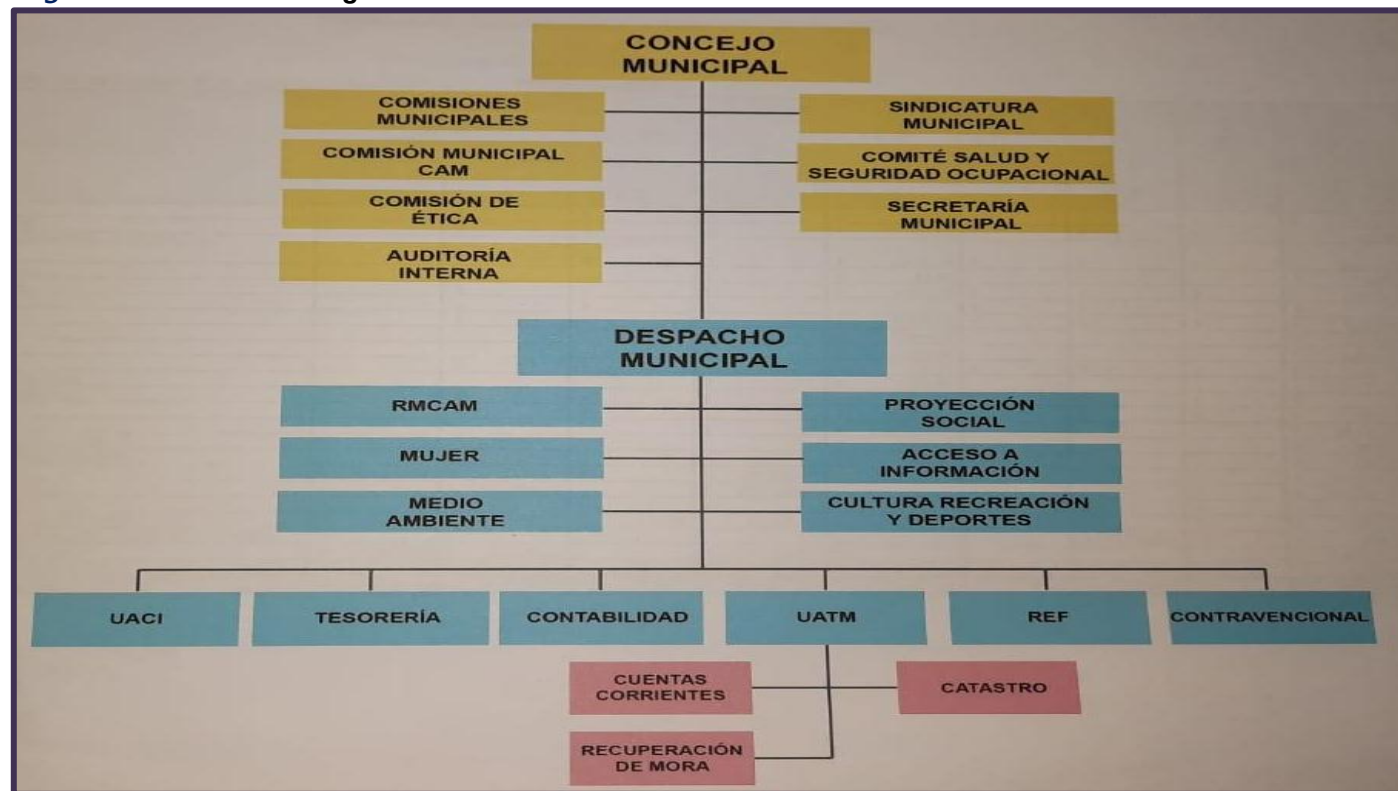 CONCEJO
MUNICIPAL
COMISIONES
MUNICIPALES
SINDICATURA
MUNICIPAL
COMISIÓN MUNICIPAL
CAM
COMITÉ SALUD Y
SEGURIDAD OCUPACIONAL
COMISIÓN DE
ÉTICA
SECRETARÍA
MUNICIPAL
AUDITORÍA
INTERNA
DESPACHO
MUNICIPAL
RMCAM
PROYECCIÓN
SOCIAL
MUJER
ACCESO A
INFORMACIÓN
MEDIO
AMBIENTE
CULTURA RECREACIÓN
Y DEPORTES
UACI
TESORERÍA
CONTABILIDAD
UATM
REF
CONTRAVENCIONAL
CUENTAS
CORRIENTES
CATASTRO
RECUPERACIÓN
DE MORA